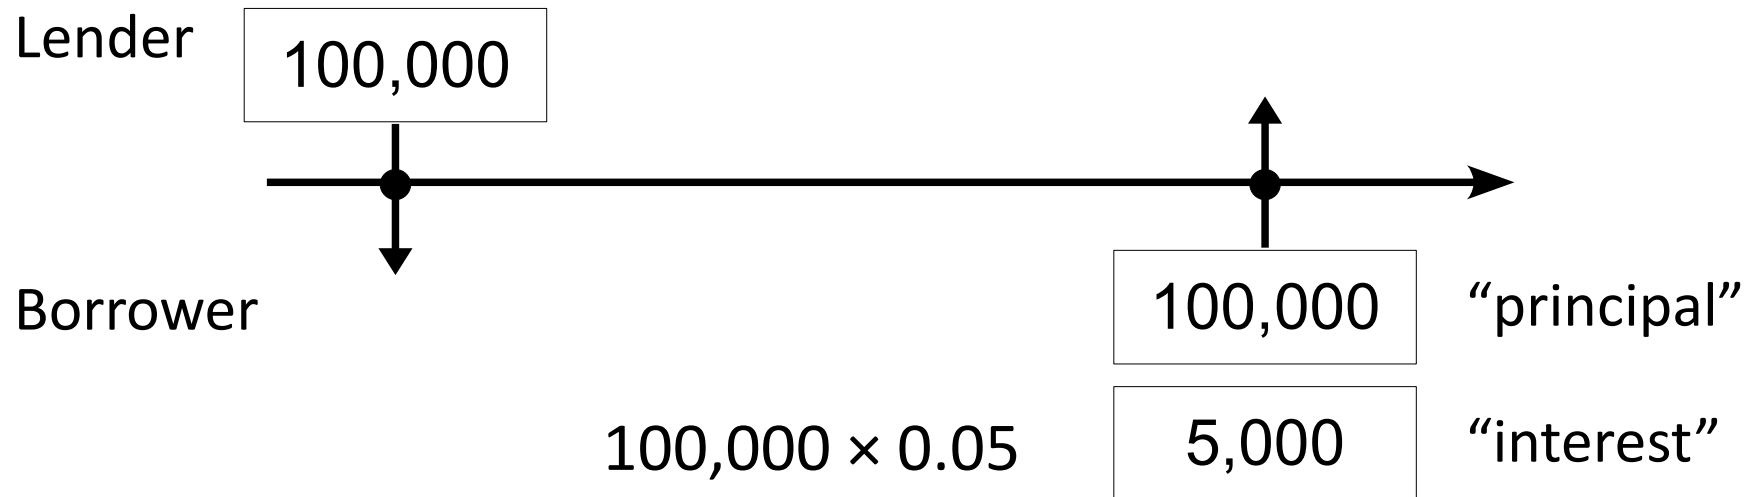 Lender
100,000
Borrower
100,000 “principal”
100,000 × 0.05 5,000 “interest”